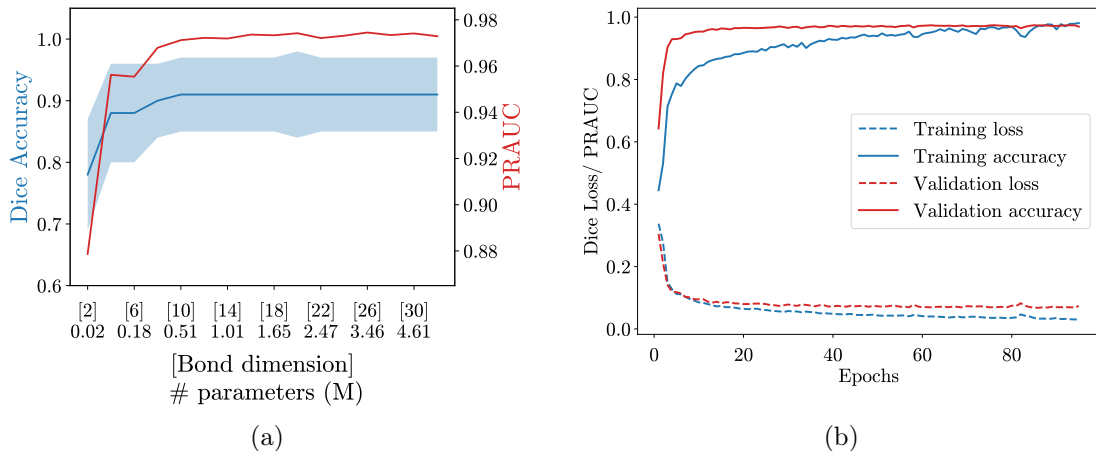 1.0
0.9
0.8
0.7
0.6
Dice Accuracy
0.98
0.96
0.94
0.92
0.90
0.88
PRAUC
[2] [6] [10] [14] [18] [22] [26] [30]
0.02 0.18 0.51 1.01 1.65 2.47 3.46 4.61
[Bond dimension]
# parameters (M)
(a)
1.0
0.8
0.6
0.4
0.2
0.0
Dice Loss/ PRAUC
Training loss
Training accuracy
Validation loss
Validation accuracy
0 20 40 60 80
Epochs
(b)